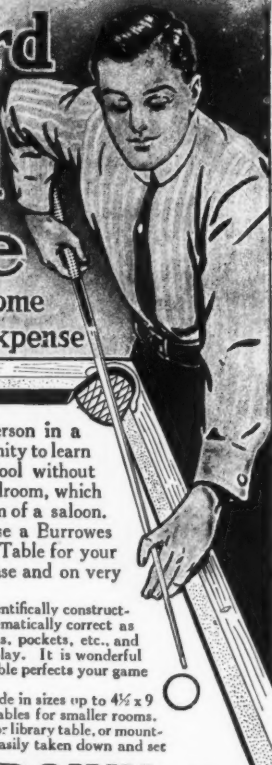 rd
e
ome
xpense
erson in a
nity to learn
ool without
lroom, which
n of a saloon.
e a Burrowes
Table for your
se and on very
entifically construct-
ematically correct as
s, pockets, etc., and
lay. It is wonderful
ble perfects your game
de in sizes up to 4½ x 9
ables for smaller rooms.
or library table, or mount-
asily taken down and set